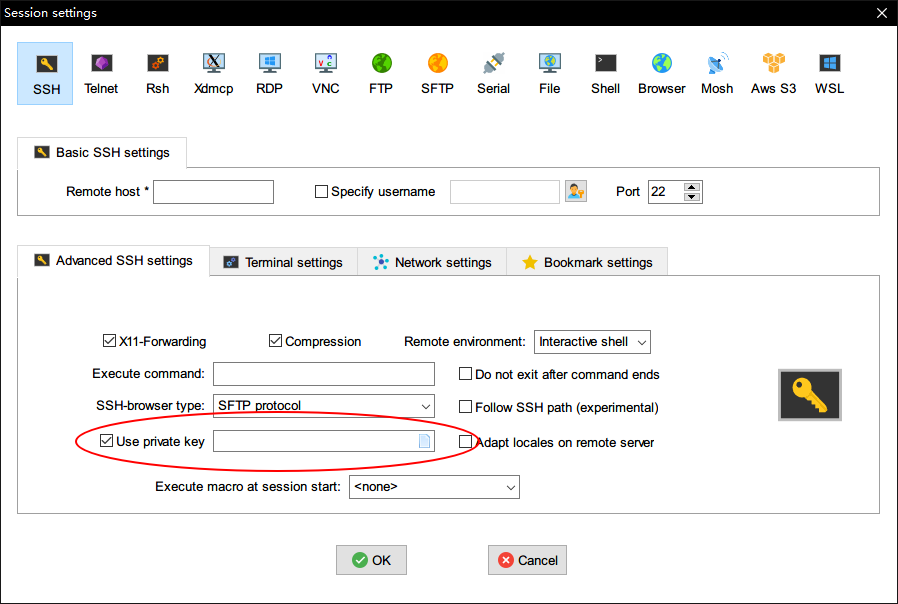 Session settings
SSH Telnet Rsh Xdmcp RDP VNC FTP SFTP Serial File Shell Browser Mosh Aws S3 WSL
Basic SSH settings
Remote host * Specify username Port 22
Advanced SSH settings Terminal settings Network settings Bookmark settings
X11-Forwarding Compression Remote environment: Interactive shell
Execute command: Do not exit after command ends
SSH-browser type: SFTP protocol Follow SSH path (experimental)
Use private key Adapt locales on remote server
Execute macro at session start: <none>
OK Cancel